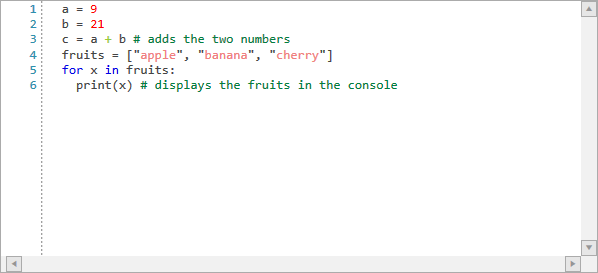 1 a = 9
2 b = 21
3 c = a + b # adds the two numbers
4 fruits = ["apple", "banana", "cherry"]
5 for x in fruits:
6   print(x) # displays the fruits in the console